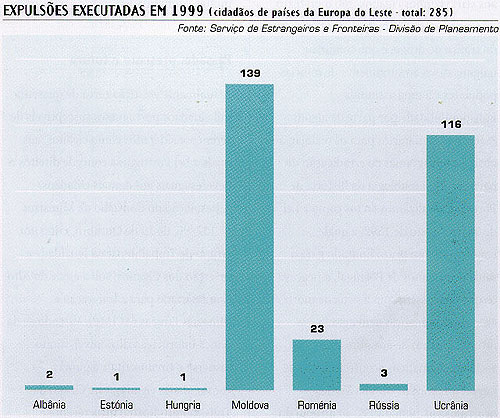 EXPULSÕES EXECUTADAS EM 1999 (cidadãos de países da Europa do Leste - total: 285)
Fonte: Serviço de Estrangeiros e Fronteiras - Divisão de Planeamento
139
116
23
2
1
1
3
Albânia Estónia Hungria Moldova Roménia Rússia Ucrânia